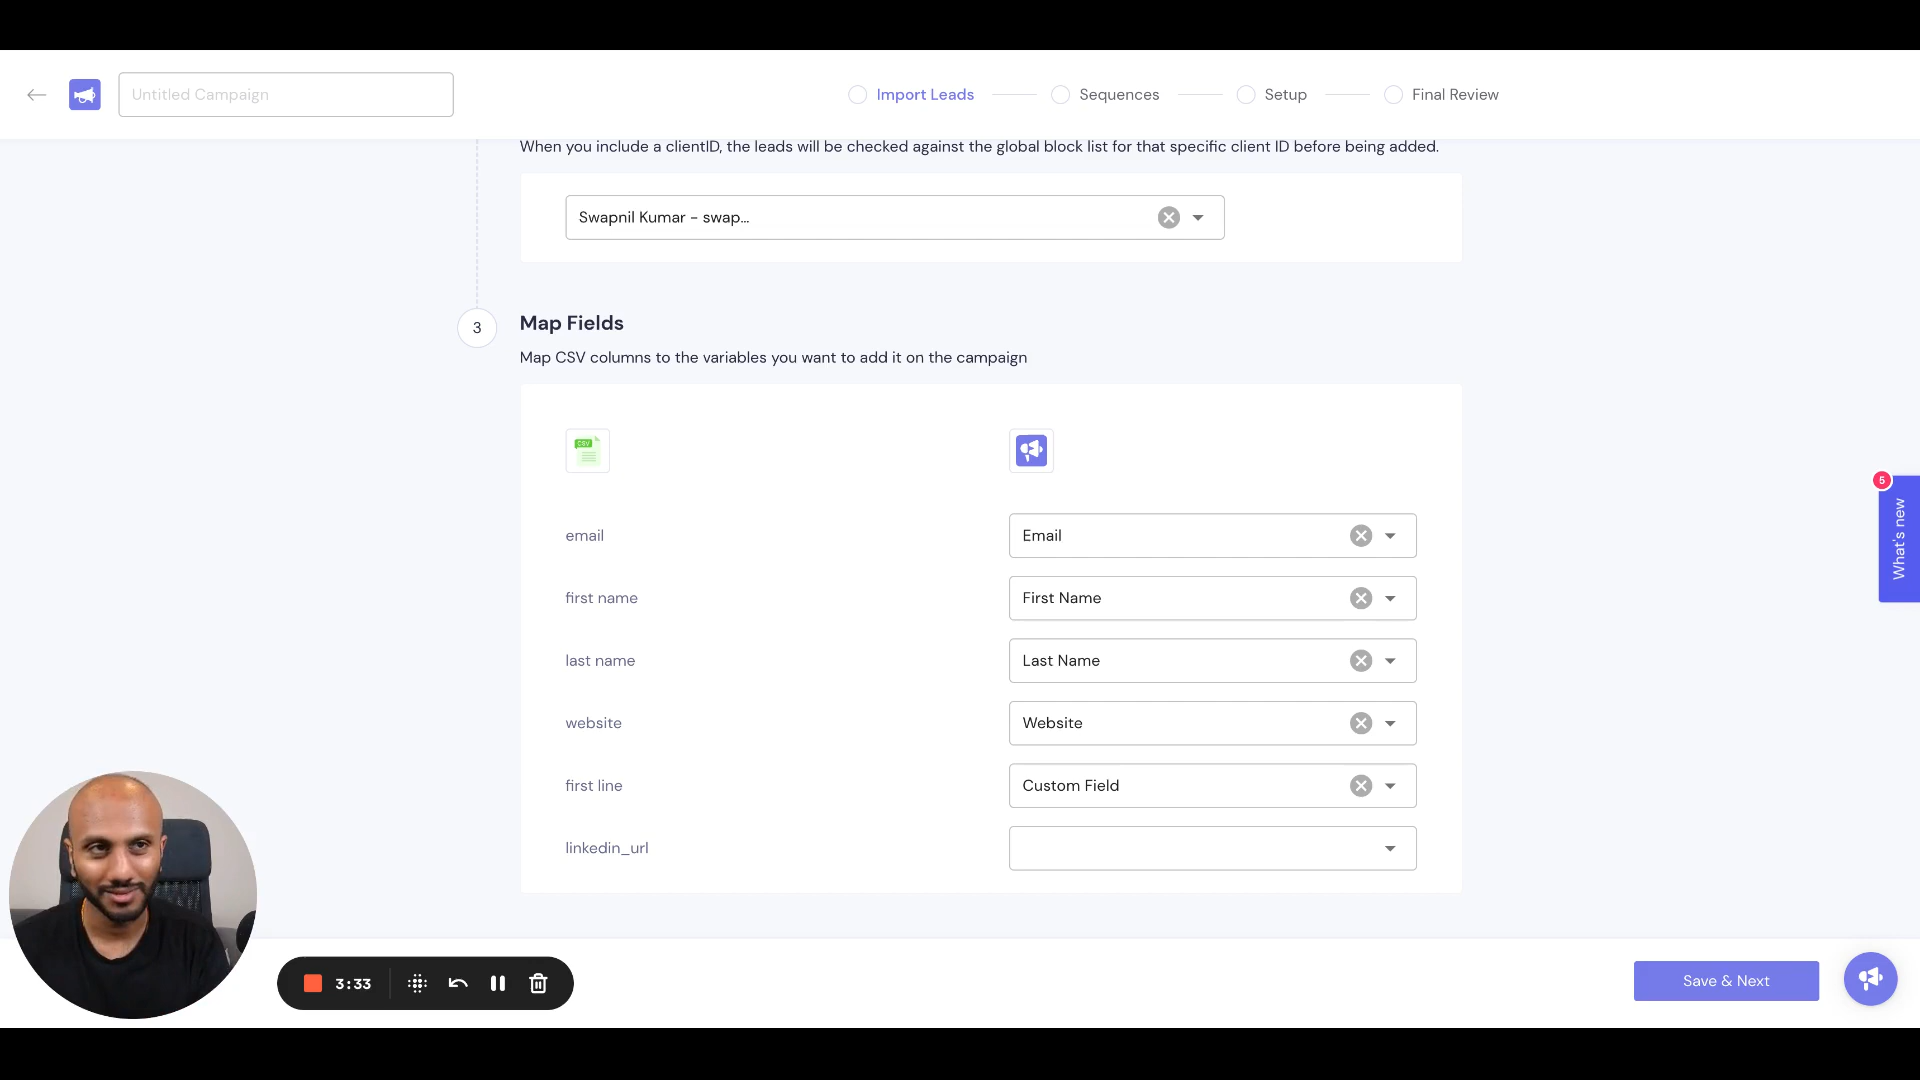 Untitled Campaign
Import Leads
Sequences
Setup
Final Review
When you include a clientID, the leads will be checked against the global block list for that specific client ID before being added.
Swapnil Kumar - swap...
3
Map Fields
Map CSV columns to the variables you want to add it on the campaign
CSV
email
Email
first name
First Name
last name
Last Name
website
Website
first line
Custom Field
linkedin_url
5
What's new
3:33
Save & Next